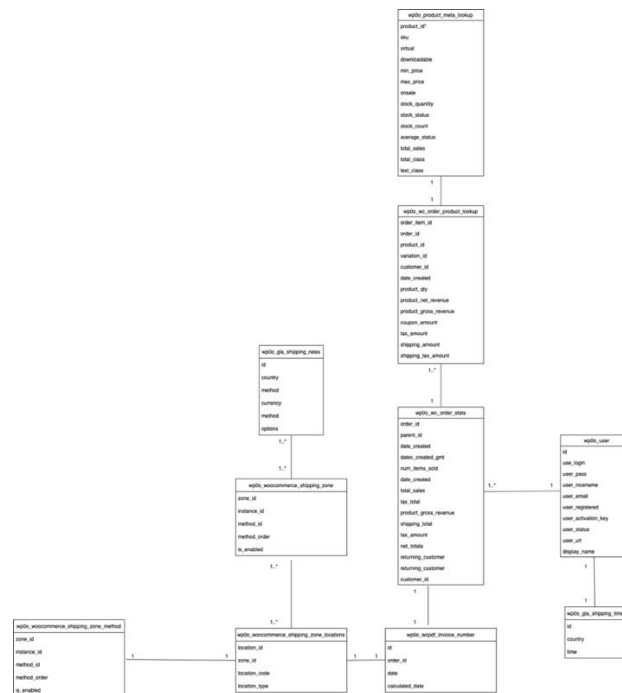 wp0o_product_meta_lookup
product_id*
sku
virtual
downloadable
min_price
max_price
onsale
stock_quantity
stock_status
stock_count
average_status
total_sales
total_class
text_class
1
1
wp0o_wc_order_product_lookup
order_item_id
order_id
product_id
variation_id
customer_id
date_created
product_qty
product_net_revenue
product_gross_revenue
coupon_amount
tax_amount
shipping_amount
shipping_tax_amount
1..*
1
wp0o_gla_shipping_rates
id
country
method
currency
method
options
1..*
1..*
wp0o_woocommerce_shipping_zone
zone_id
instance_id
method_id
method_order
is_enabled
1..*
1..*
wp0o_wc_order_stats
order_id
parent_id
date_created
datec_created_gmt
num_items_sold
date_created
total_sales
tax_total
product_gross_revenue
shipping_total
tax_amount
net_totals
returning_customer
returning_customer
customer_id
1..*
1
1
1
wp0o_user
id
use_login
user_pass
user_nicename
user_email
user_registered
user_activation_key
user_status
user_url
display_name
1
1
wp0o_gla_shipping_time
id
country
time
wp0o_woocommerce_shipping_zone_method
zone_id
instance_id
method_id
method_order
is_enabled
1
1
wp0o_woocommerce_shipping_zone_locations
location_id
zone_id
location_code
location_type
1
1
wp0o_wcpdf_invoice_number
id
order_id
date
calculated_date